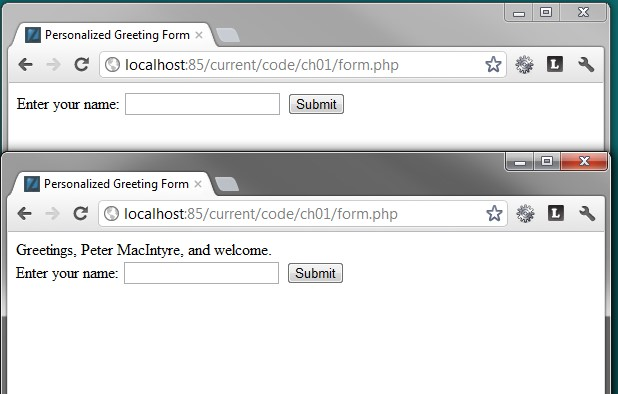 Personalized Greeting Form
localhost:85/current/code/ch01/form.php
L
Enter your name: Submit
Personalized Greeting Form
localhost:85/current/code/ch01/form.php
L
Greetings, Peter MacIntyre, and welcome.
Enter your name: Submit